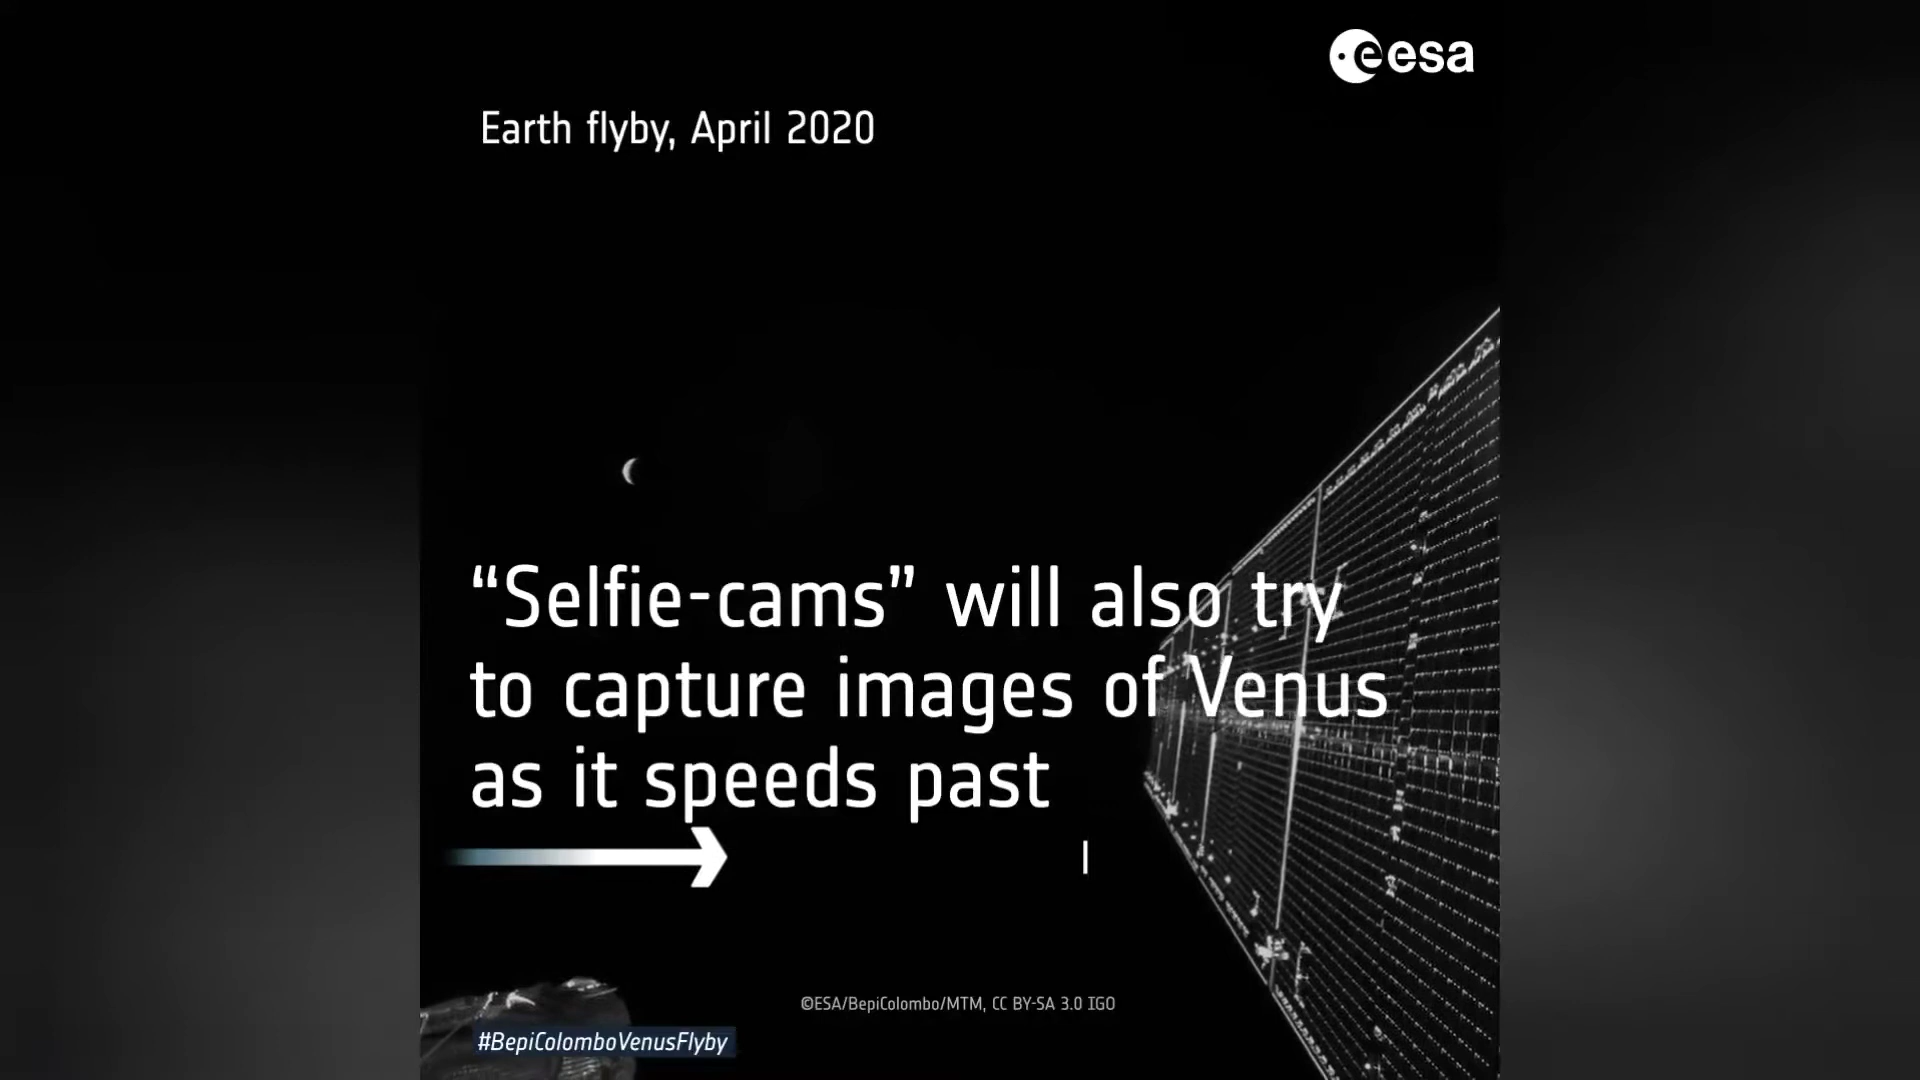 esa
Earth flyby, April 2020
“Selfie-cams” will also try
to capture images of Venus
as it speeds past
©ESA/BepiColombo/MTM, CC BY-SA 3.0 IGO
#BepiColomboVenusFlyby